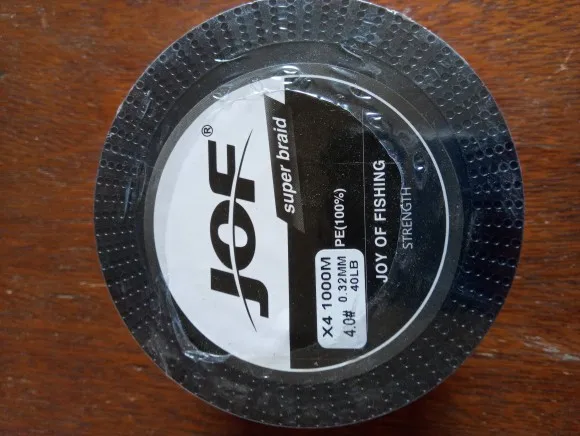 JOF®
super braid
PE(100%)
X4 1000M
4.0# 0.32MM
40LB
JOY OF FISHING
STRENGTH